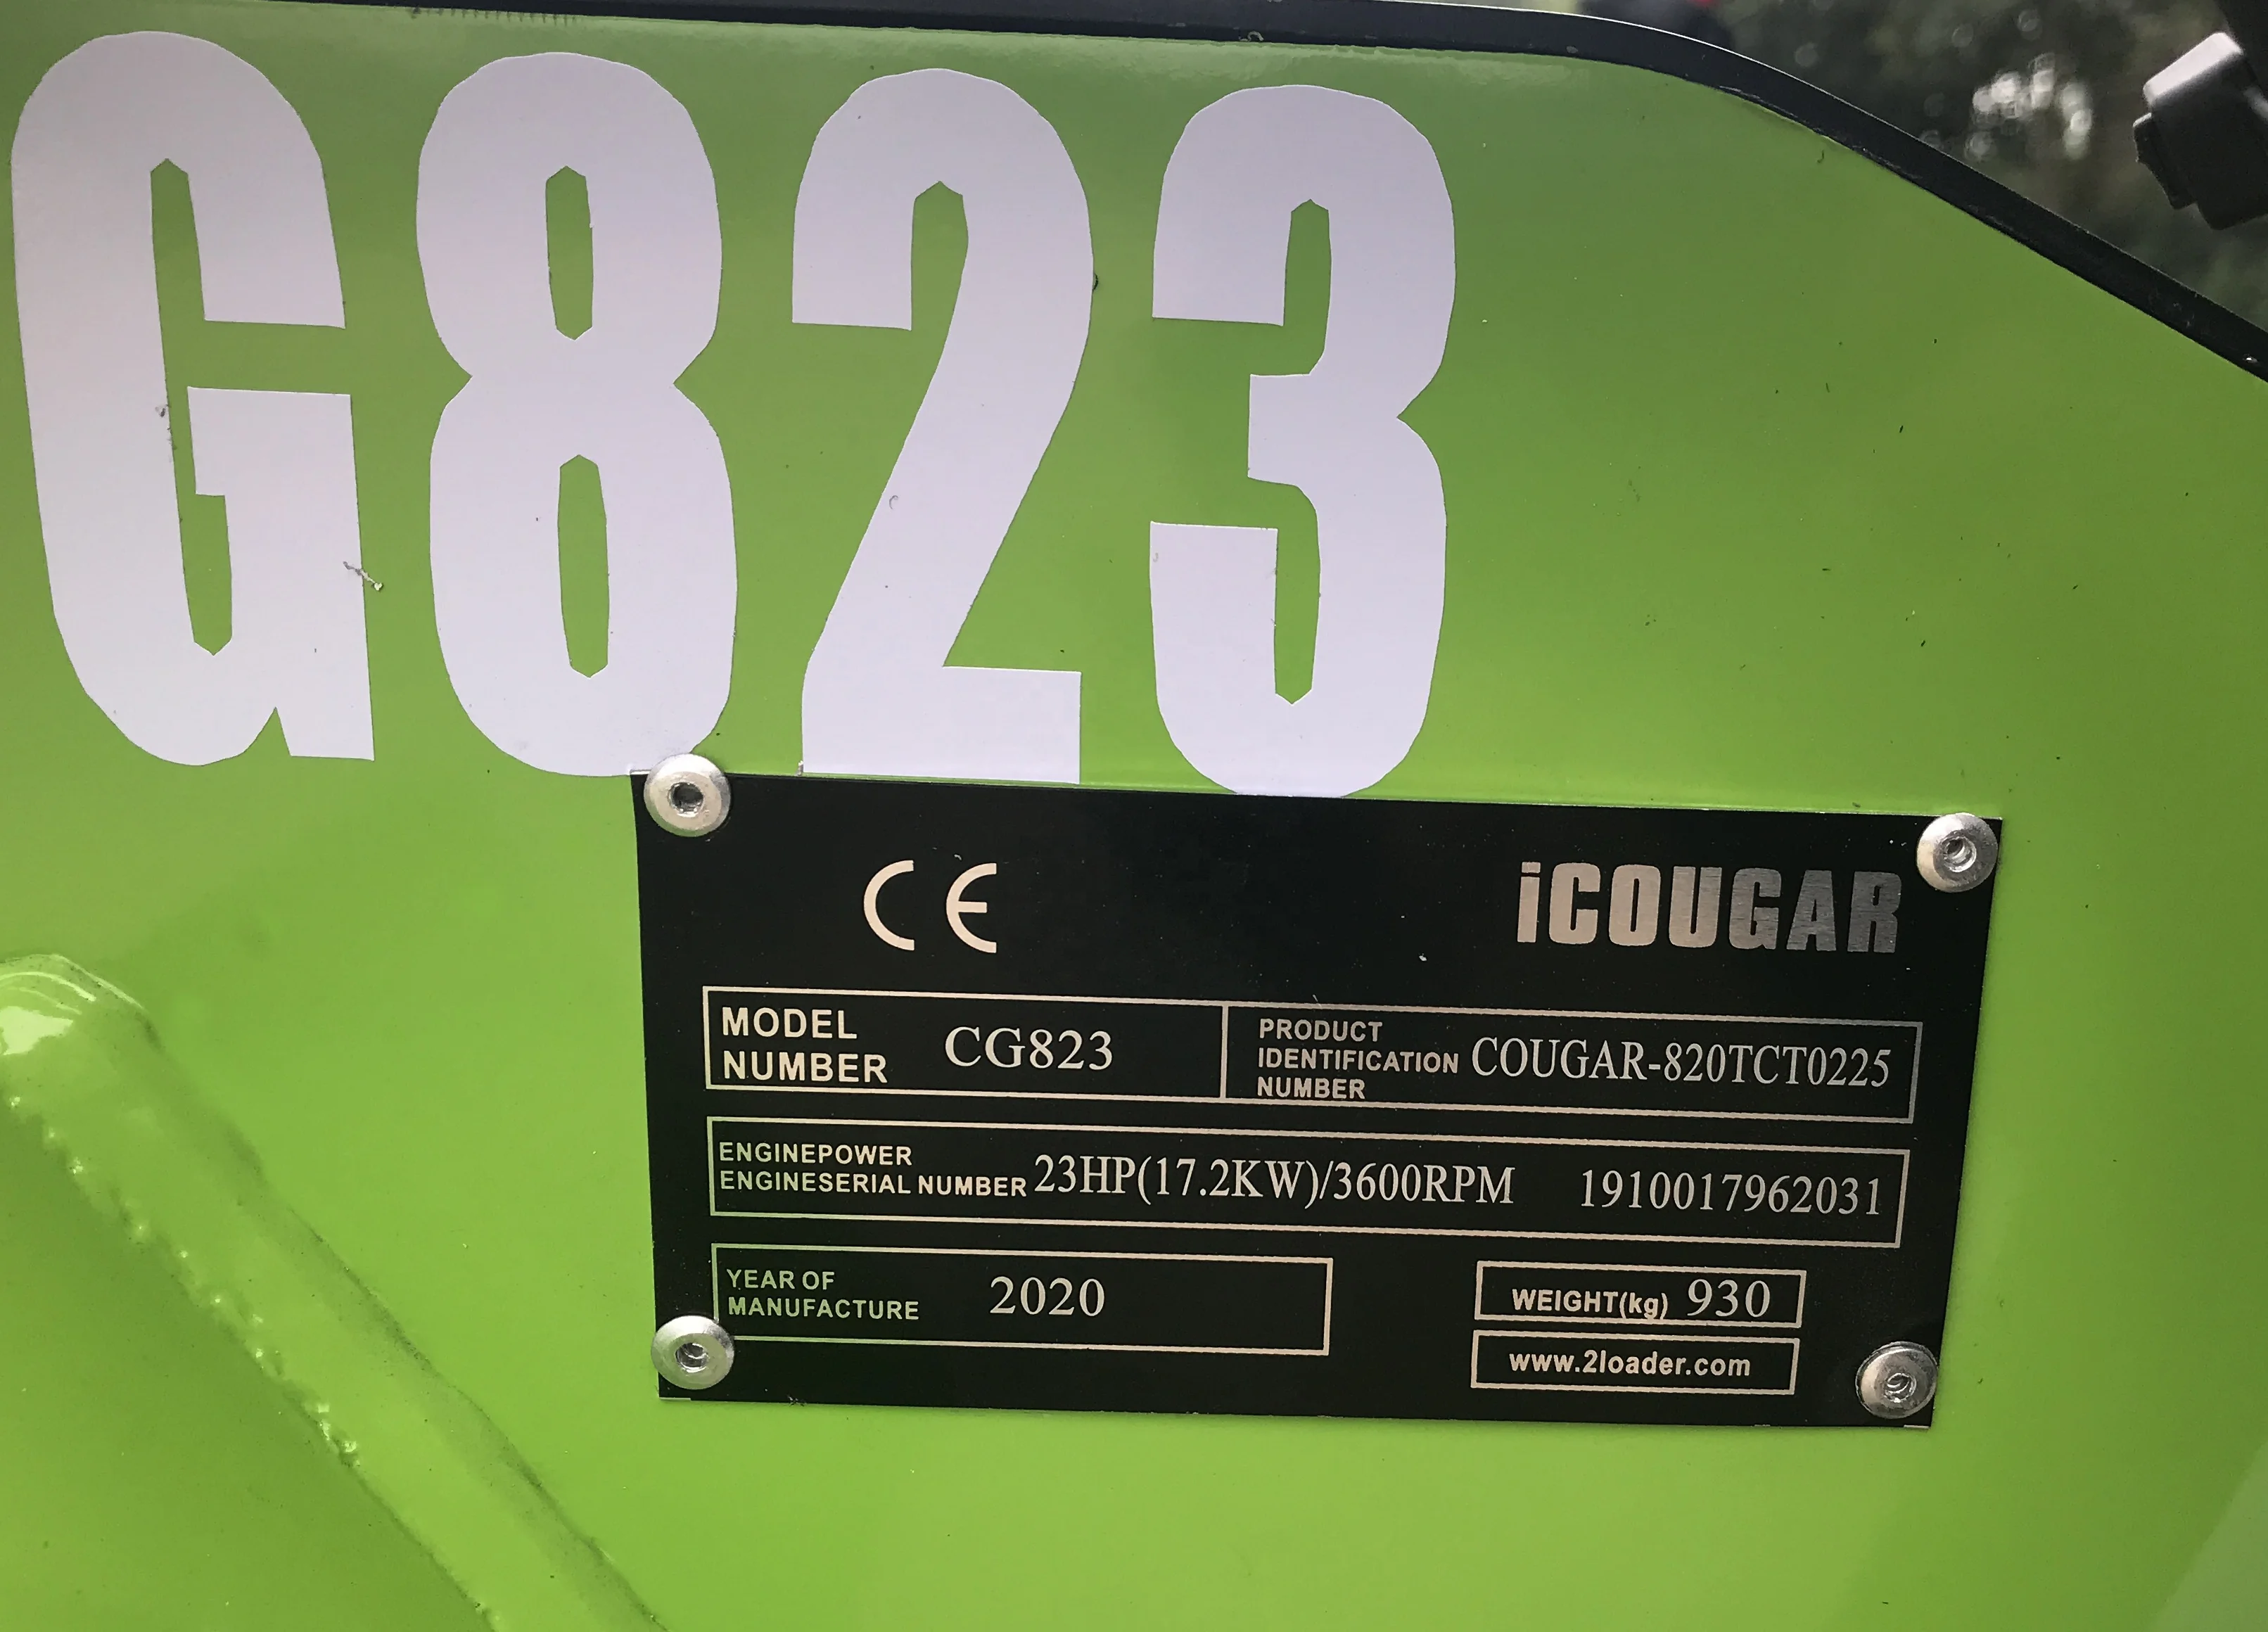 G823
CE
iCOUGAR
MODEL
NUMBER
CG823
PRODUCT
IDENTIFICATION
NUMBER
COUGAR-820TCT0225
ENGINEPOWER
ENGINESERIAL NUMBER
23HP(17.2KW)/3600RPM
1910017962031
YEAR OF
MANUFACTURE
2020
WEIGHT(kg) 930
www.2loader.com